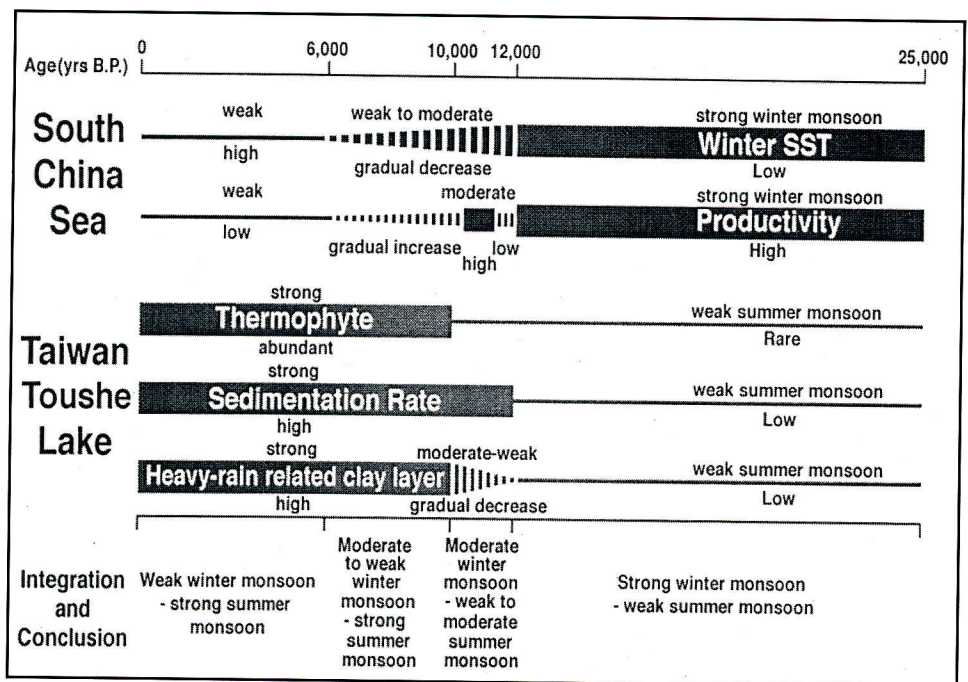 Age(yrs B.P.) 0 6,000 10,000 12,000 25,000
South
China
Sea
weak weak to moderate strong winter monsoon
Winter SST
high gradual decrease Low
weak moderate strong winter monsoon
Productivity
low gradual increase high low High
Taiwan
Toushe
Lake
strong
Thermophyte
abundant
weak summer monsoon
Rare
strong
Sedimentation Rate
high
weak summer monsoon
Low
strong
Heavy-rain related clay layer
high
moderate-weak
gradual decrease
weak summer monsoon
Low
Integration
and
Conclusion
Weak winter monsoon
- strong summer
monsoon
Moderate
to weak
winter
monsoon
- strong
summer
monsoon
Moderate
winter
monsoon
- weak to
moderate
summer
monsoon
Strong winter monsoon
- weak summer monsoon